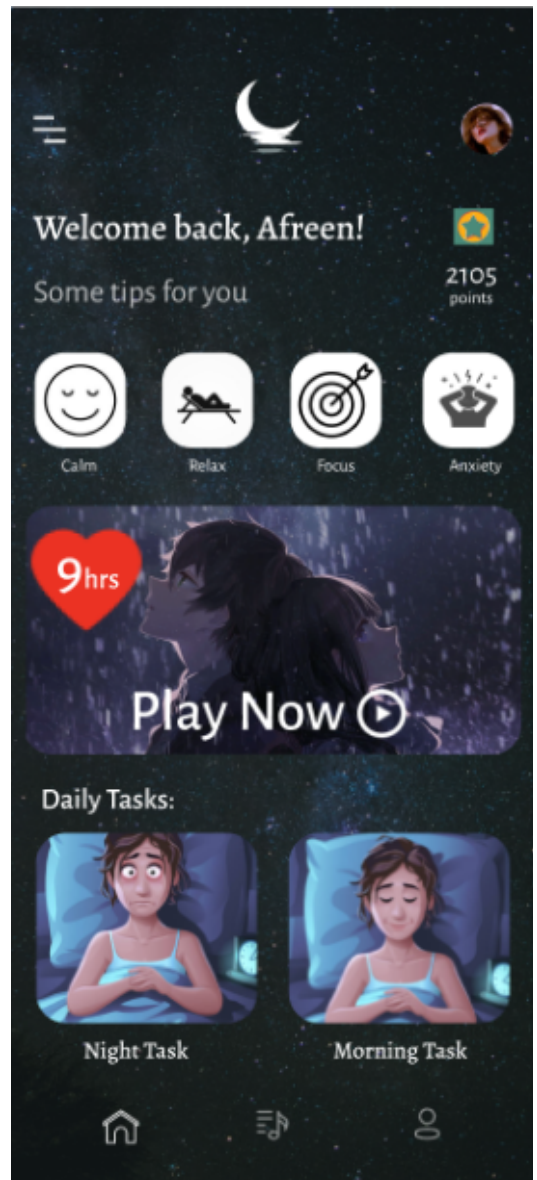 Welcome back, Afreen!
2105
points
Some tips for you
Calm
Relax
Focus
Anxiety
9hrs
Play Now
Daily Tasks:
Night Task
Morning Task